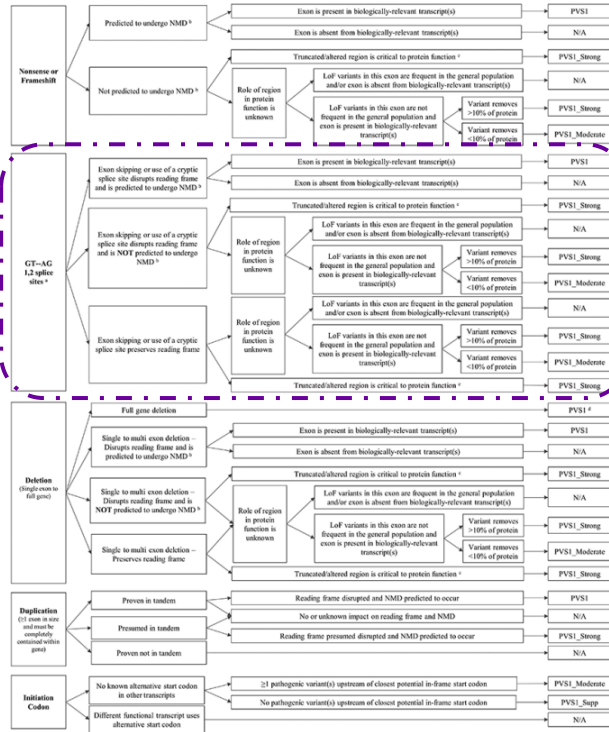 Exon is present in biologically-relevant transcript(s)
PVS1
Predicted to undergo NMD b
Exon is absent from biologically-relevant transcript(s)
N/A
Nonsense or
Frameshift
Truncated/altered region is critical to protein function c
PVS1_Strong
Not predicted to undergo NMD b
Role of region
in protein
function is
unknown
LoF variants in this exon are frequent in the general population
and/or exon is absent from biologically-relevant transcript(s)
N/A
LoF variants in this exon are not
frequent in the general population
and exon is present in biologically-relevant
transcript(s)
Variant removes
>10% of protein
PVS1_Strong
Variant removes
<10% of protein
PVS1_Moderate
GT--AG
1,2 splice
sites a
Exon skipping or use of a cryptic
splice site disrupts reading frame
and is predicted to undergo NMD b
Exon is present in biologically-relevant transcript(s)
PVS1
Exon is absent from biologically-relevant transcript(s)
N/A
Exon skipping or use of a cryptic
splice site disrupts reading frame
and is NOT predicted to undergo
NMD b
Truncated/altered region is critical to protein function c
PVS1_Strong
Role of region
in protein
function is
unknown
LoF variants in this exon are frequent in the general population
and/or exon is absent from biologically-relevant transcript(s)
N/A
LoF variants in this exon are not
frequent in the general population and
exon is present in biologically-relevant
transcript(s)
Variant removes
>10% of protein
PVS1_Strong
Variant removes
<10% of protein
PVS1_Moderate
Exon skipping or use of a cryptic
splice site preserves reading frame
Role of region
in protein
function is
unknown
LoF variants in this exon are frequent in the general population
and/or exon is absent from biologically-relevant transcript(s)
N/A
LoF variants in this exon are not
frequent in the general population and
exon is present in biologically-relevant
transcript(s)
Variant removes
>10% of protein
PVS1_Strong
Variant removes
<10% of protein
PVS1_Moderate
Truncated/altered region is critical to protein function c
PVS1_Strong
Deletion
(Single exon to
full gene)
Full gene deletion
PVS1 d
Single to multi exon deletion –
Disrupts reading frame and
is predicted to undergo NMD b
Exon is present in biologically-relevant transcript(s)
PVS1
Exon is absent from biologically-relevant transcript(s)
N/A
Single to multi exon deletion –
Disrupts reading frame and is
NOT predicted to undergo NMD b
Truncated/altered region is critical to protein function c
PVS1_Strong
Role of region
in protein
function is
unknown
LoF variants in this exon are frequent in the general population
and/or exon is absent from biologically-relevant transcript(s)
N/A
LoF variants in this exon are not
frequent in the general population and
exon is present in biologically-relevant
transcript(s)
Variant removes
>10% of protein
PVS1_Strong
Variant removes
<10% of protein
PVS1_Moderate
Single to multi exon deletion –
Preserves reading frame
Truncated/altered region is critical to protein function c
PVS1_Strong
Duplication
(≥1 exon in size
and must be
completely
contained within
gene)
Proven in tandem
Reading frame disrupted and NMD predicted to occur
PVS1
No or unknown impact on reading frame and NMD
N/A
Presumed in tandem
Reading frame presumed disrupted and NMD predicted to occur
PVS1_Strong
Proven not in tandem
N/A
Initiation
Codon
No known alternative start codon
in other transcripts
≥1 pathogenic variant(s) upstream of closest potential in-frame start codon
PVS1_Moderate
No pathogenic variant(s) upstream of closest potential in-frame start codon
PVS1_Supp
Different functional transcript uses
alternative start codon
N/A